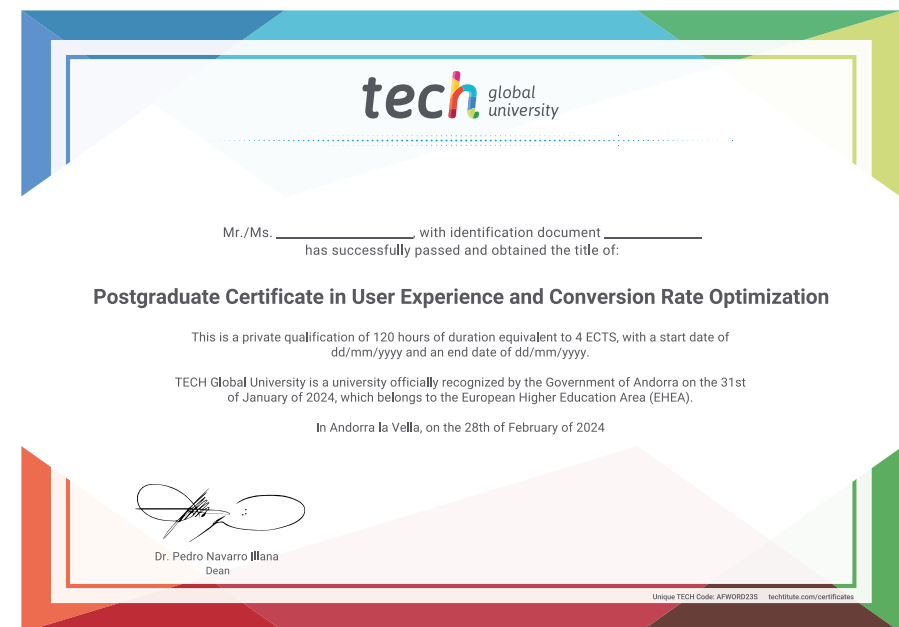 tech global university
Mr./Ms. ____________, with identification document ____________
has successfully passed and obtained the title of:
Postgraduate Certificate in User Experience and Conversion Rate Optimization
This is a private qualification of 120 hours of duration equivalent to 4 ECTS, with a start date of
dd/mm/yyyy and an end date of dd/mm/yyyy.
TECH Global University is a university officially recognized by the Government of Andorra on the 31st
of January of 2024, which belongs to the European Higher Education Area (EHEA).
In Andorra la Vella, on the 28th of February of 2024
Dr. Pedro Navarro Illana
Dean
Unique TECH Code: AFWORD23S techtitute.com/certificates